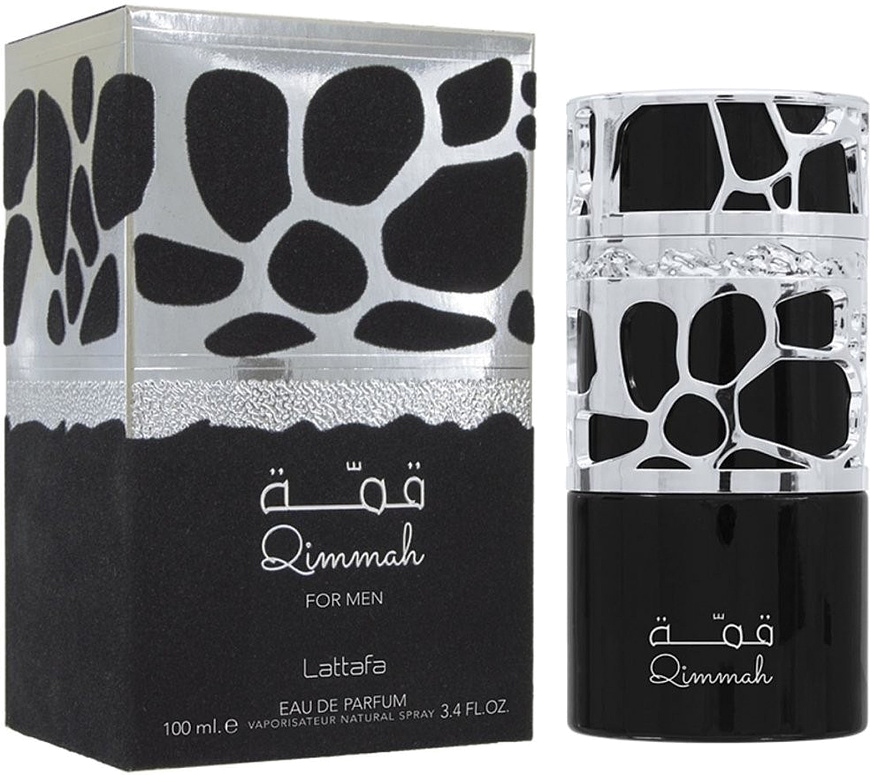 قمّة
Qimmah
FOR MEN
Lattafa
EAU DE PARFUM
100 ml. e VAPORISATEUR NATURAL SPRAY 3.4 FL.OZ.
قمّة
Qimmah